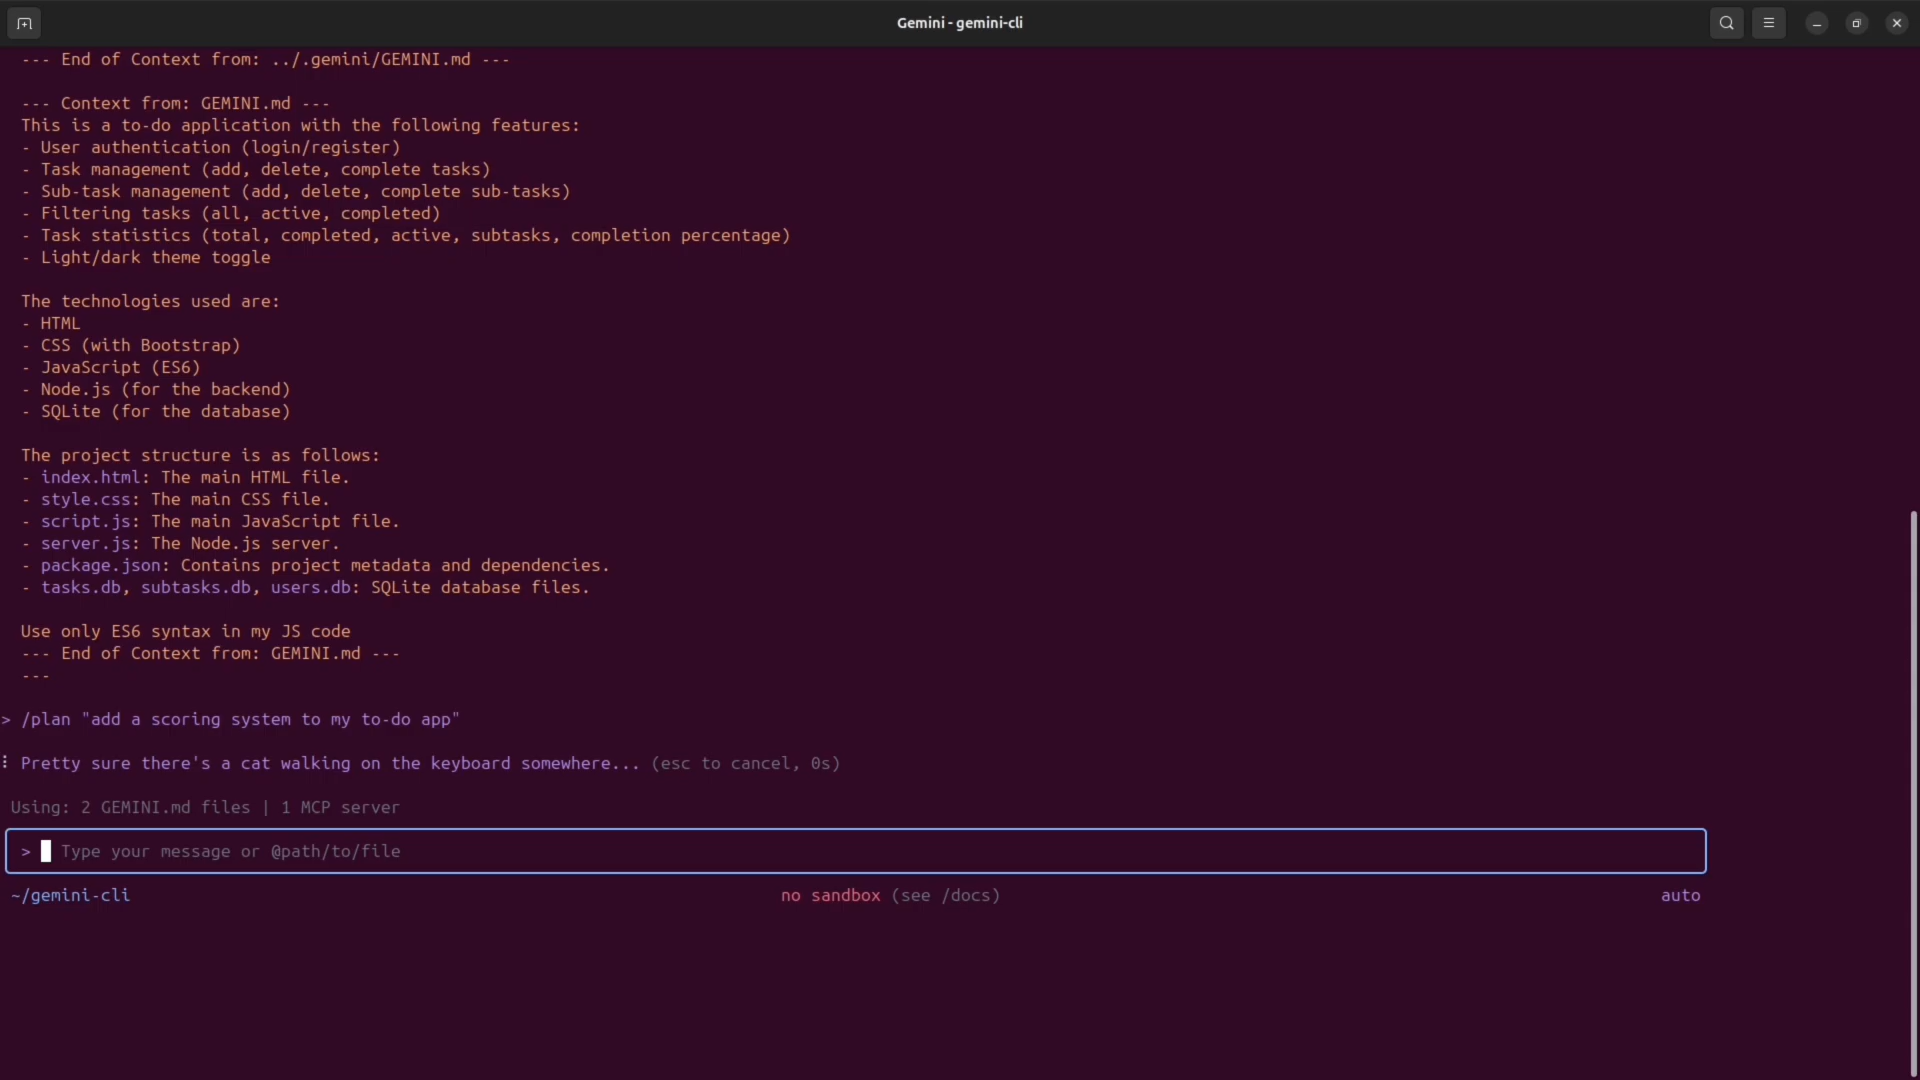 Gemini - gemini-cli
--- End of Context from: ../.gemini/GEMINI.md ---
--- Context from: GEMINI.md ---
This is a to-do application with the following features:
- User authentication (login/register)
- Task management (add, delete, complete tasks)
- Sub-task management (add, delete, complete sub-tasks)
- Filtering tasks (all, active, completed)
- Task statistics (total, completed, active, subtasks, completion percentage)
- Light/dark theme toggle
The technologies used are:
- HTML
- CSS (with Bootstrap)
- JavaScript (ES6)
- Node.js (for the backend)
- SQLite (for the database)
The project structure is as follows:
- index.html: The main HTML file.
- style.css: The main CSS file.
- script.js: The main JavaScript file.
- server.js: The Node.js server.
- package.json: Contains project metadata and dependencies.
- tasks.db, subtasks.db, users.db: SQLite database files.
Use only ES6 syntax in my JS code
--- End of Context from: GEMINI.md ---
---
> /plan "add a scoring system to my to-do app"
Pretty sure there's a cat walking on the keyboard somewhere... (esc to cancel, 0s)
Using: 2 GEMINI.md files | 1 MCP server
> Type your message or @path/to/file
~/gemini-cli no sandbox (see /docs) auto